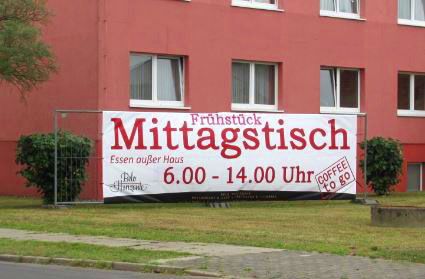 Frühstück
Mittagstisch
Essen außer Haus
6.00 - 14.00 Uhr
COFFEE
to go